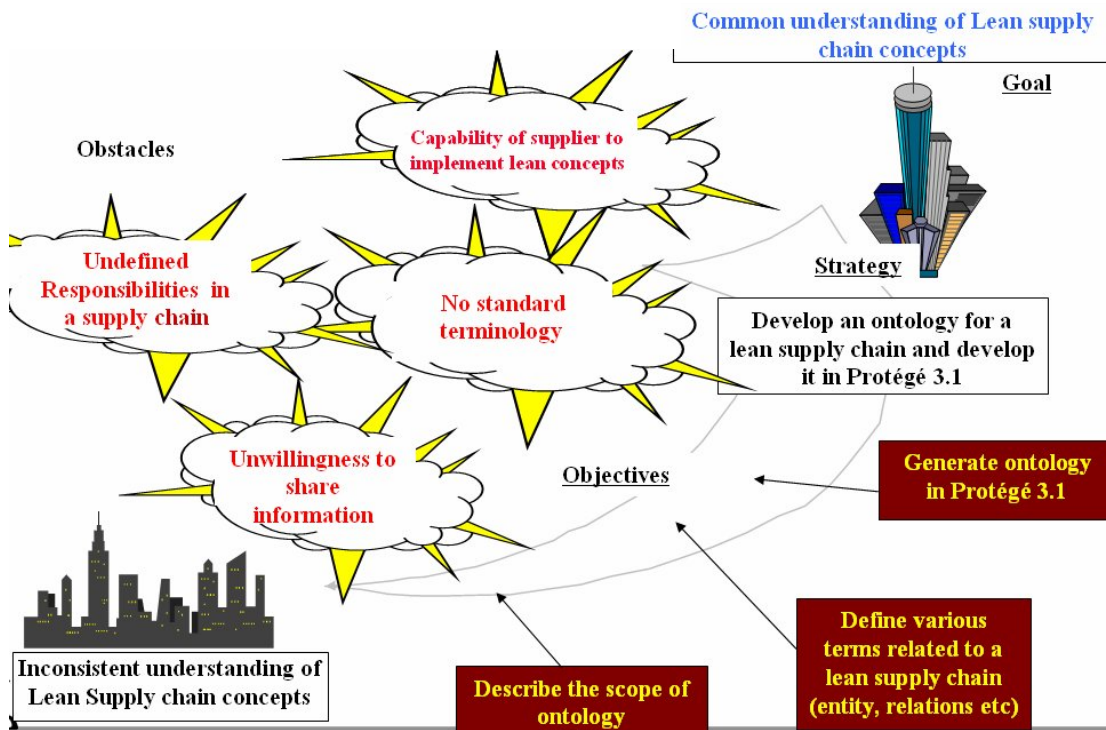 Common understanding of Lean supply
chain concepts
Goal
Capability of supplier to
implement lean concepts
Obstacles
Undefined
Responsibilities in
a supply chain
No standard
terminology
Strategy
Develop an ontology for a
lean supply chain and develop
it in Protégé 3.1
Unwillingness to
share
information
Objectives
Generate ontology
in Protégé 3.1
Inconsistent understanding of
Lean Supply chain concepts
Describe the scope of
ontology
Define various
terms related to a
lean supply chain
(entity, relations etc)